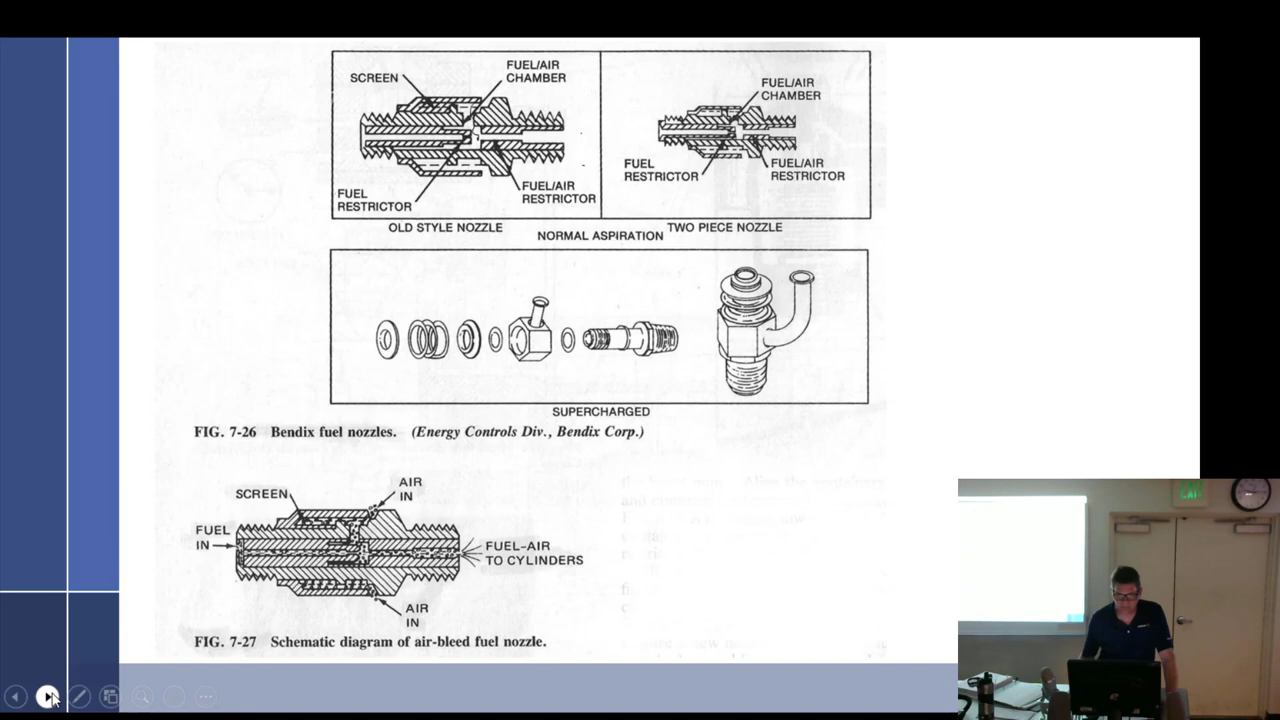 SCREEN
FUEL/AIR
CHAMBER
FUEL
RESTRICTOR
FUEL/AIR
RESTRICTOR
FUEL/AIR
CHAMBER
FUEL
RESTRICTOR
FUEL/AIR
RESTRICTOR
OLD STYLE NOZZLE
NORMAL ASPIRATION
TWO PIECE NOZZLE
SUPERCHARGED
FIG. 7-26 Bendix fuel nozzles. (Energy Controls Div., Bendix Corp.)
SCREEN
AIR
IN
FUEL
IN
FUEL-AIR
TO CYLINDERS
AIR
IN
FIG. 7-27 Schematic diagram of air-bleed fuel nozzle.
EXIT